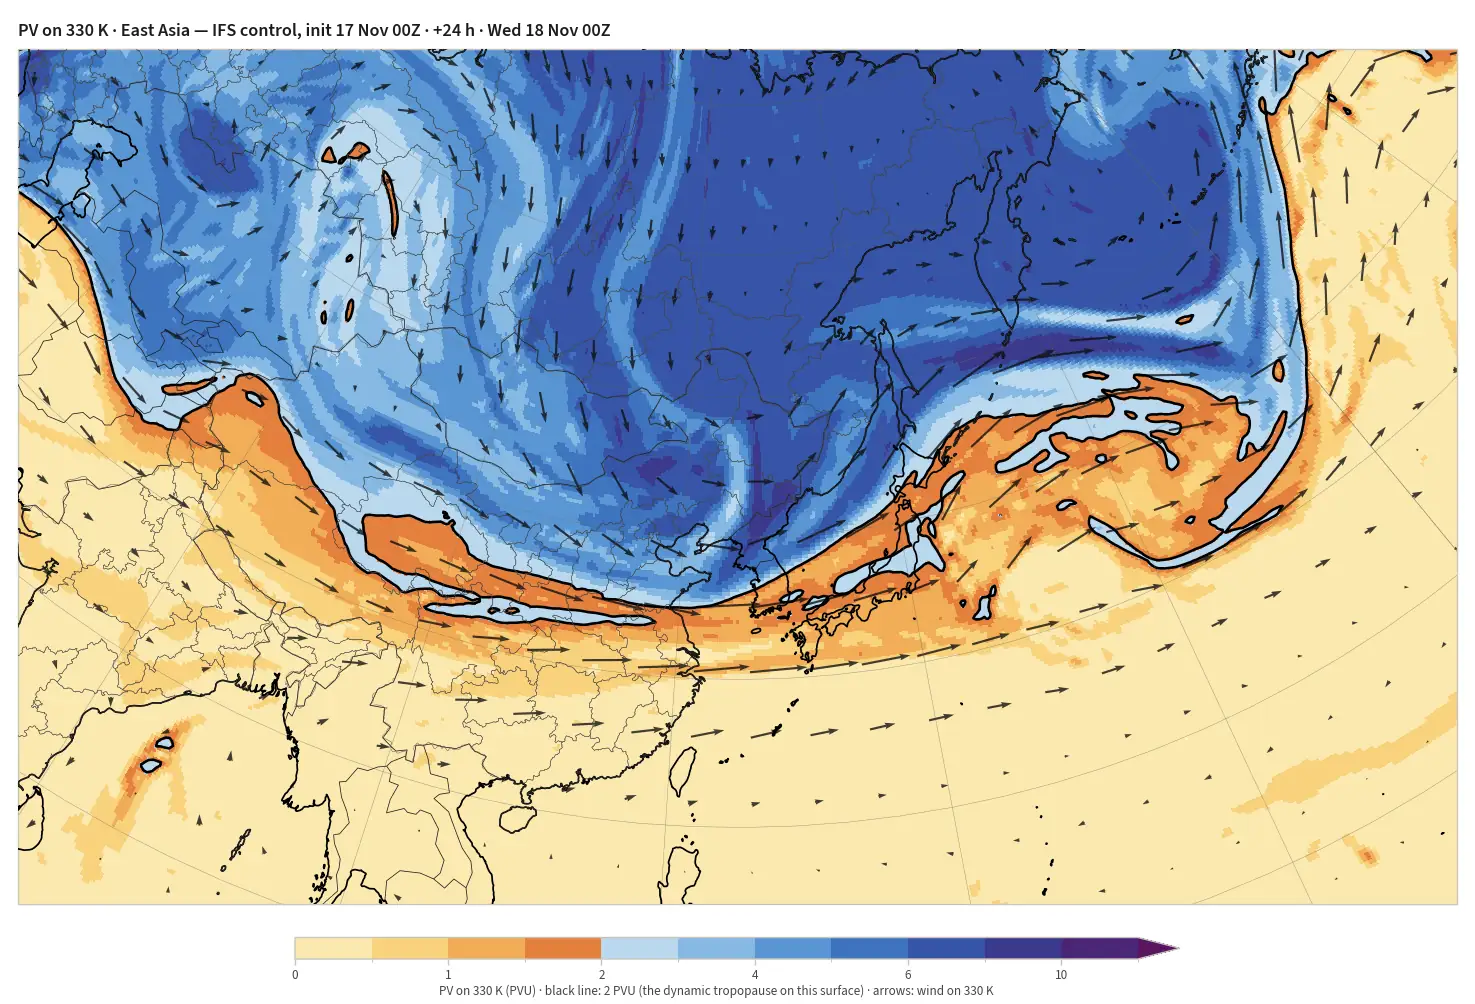 PV on 330 K · East Asia — IFS control, init 17 Nov 00Z · +24 h · Wed 18 Nov 00Z
0 1 2 4 6 10
PV on 330 K (PVU) · black line: 2 PVU (the dynamic tropopause on this surface) · arrows: wind on 330 K